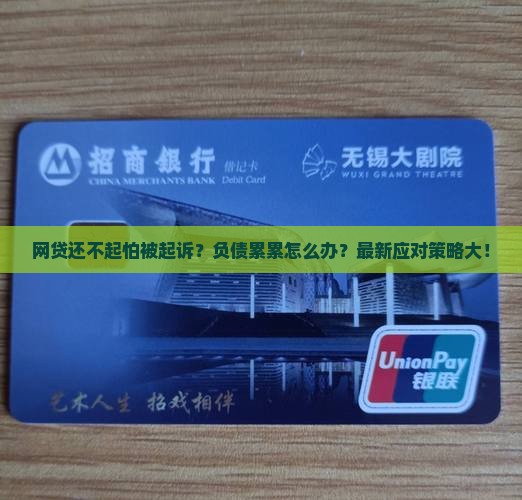 招商银行 借记卡
CHINA MERCHANTS BANK Debit Card
无锡大剧院
WUXI GRAND THEATRE
网贷还不起怕被起诉？负债累累怎么办？最新应对策略大！
UnionPay
银联
艺术人生 招戏相伴